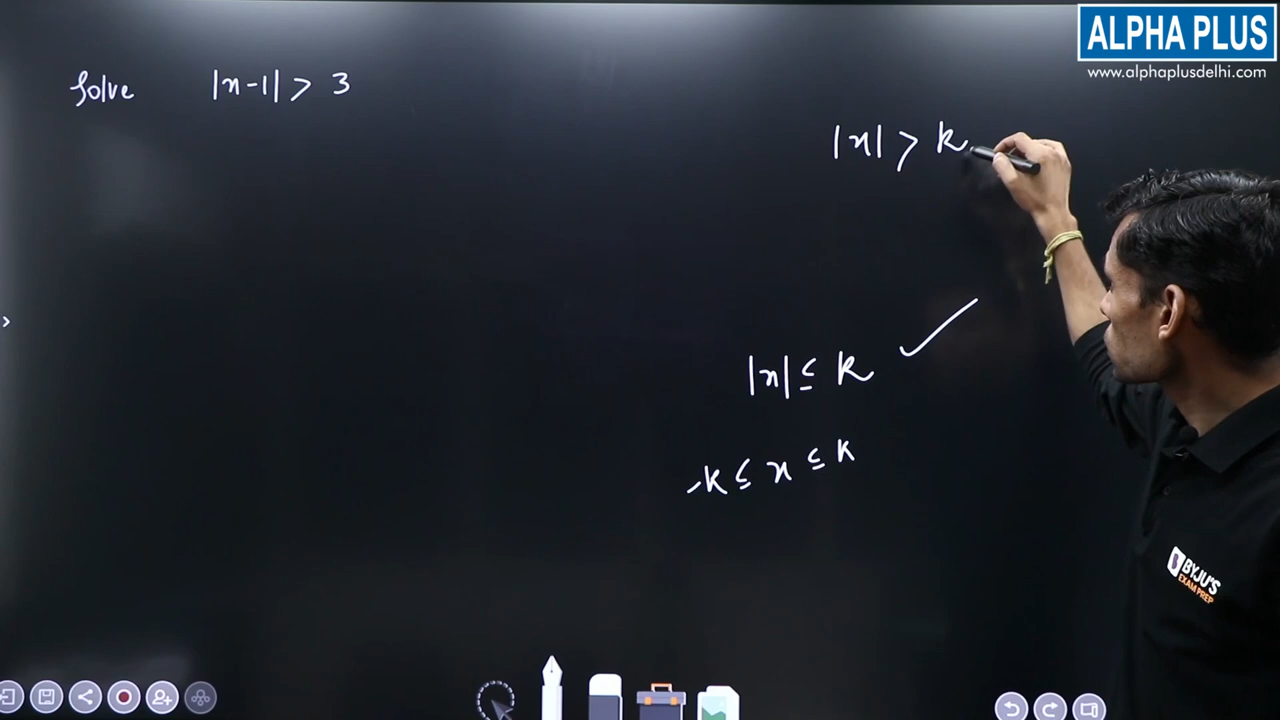 ALPHA PLUS
www.alphaplusdelhi.com
Solve |x-1| > 3
|x| > k
|x| ≤ k
-k ≤ x ≤ k
BYJU'S
EXAM PREP